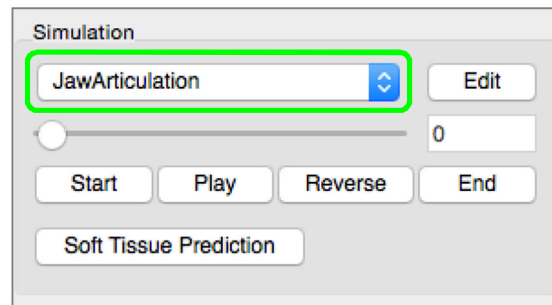 Simulation
JawArticulation Edit
0
Start Play Reverse End
Soft Tissue Prediction